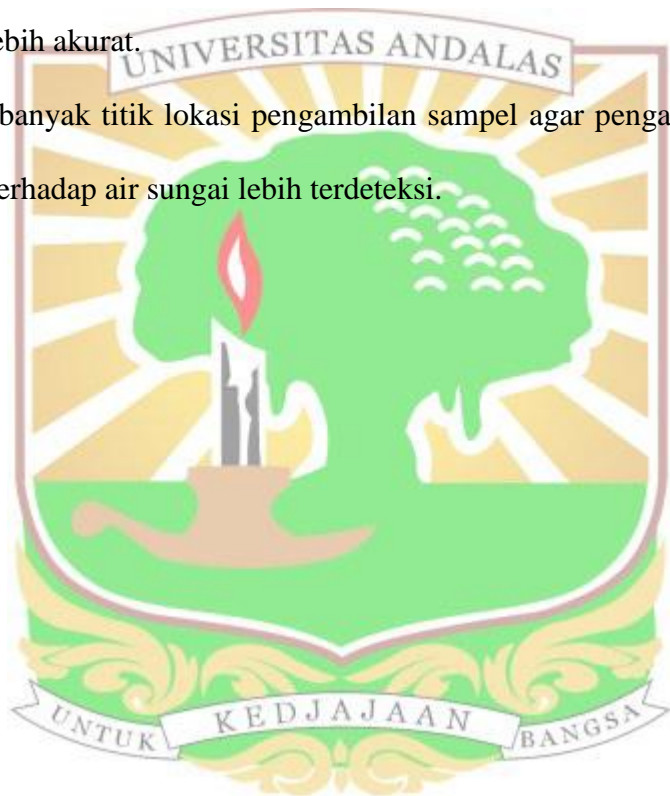 ebih akurat.
UNIVERSITAS ANDALAS
banyak titik lokasi pengambilan sampel agar penga
erhadap air sungai lebih terdeteksi.
UNTUK KEDJAJAAN BANGSA